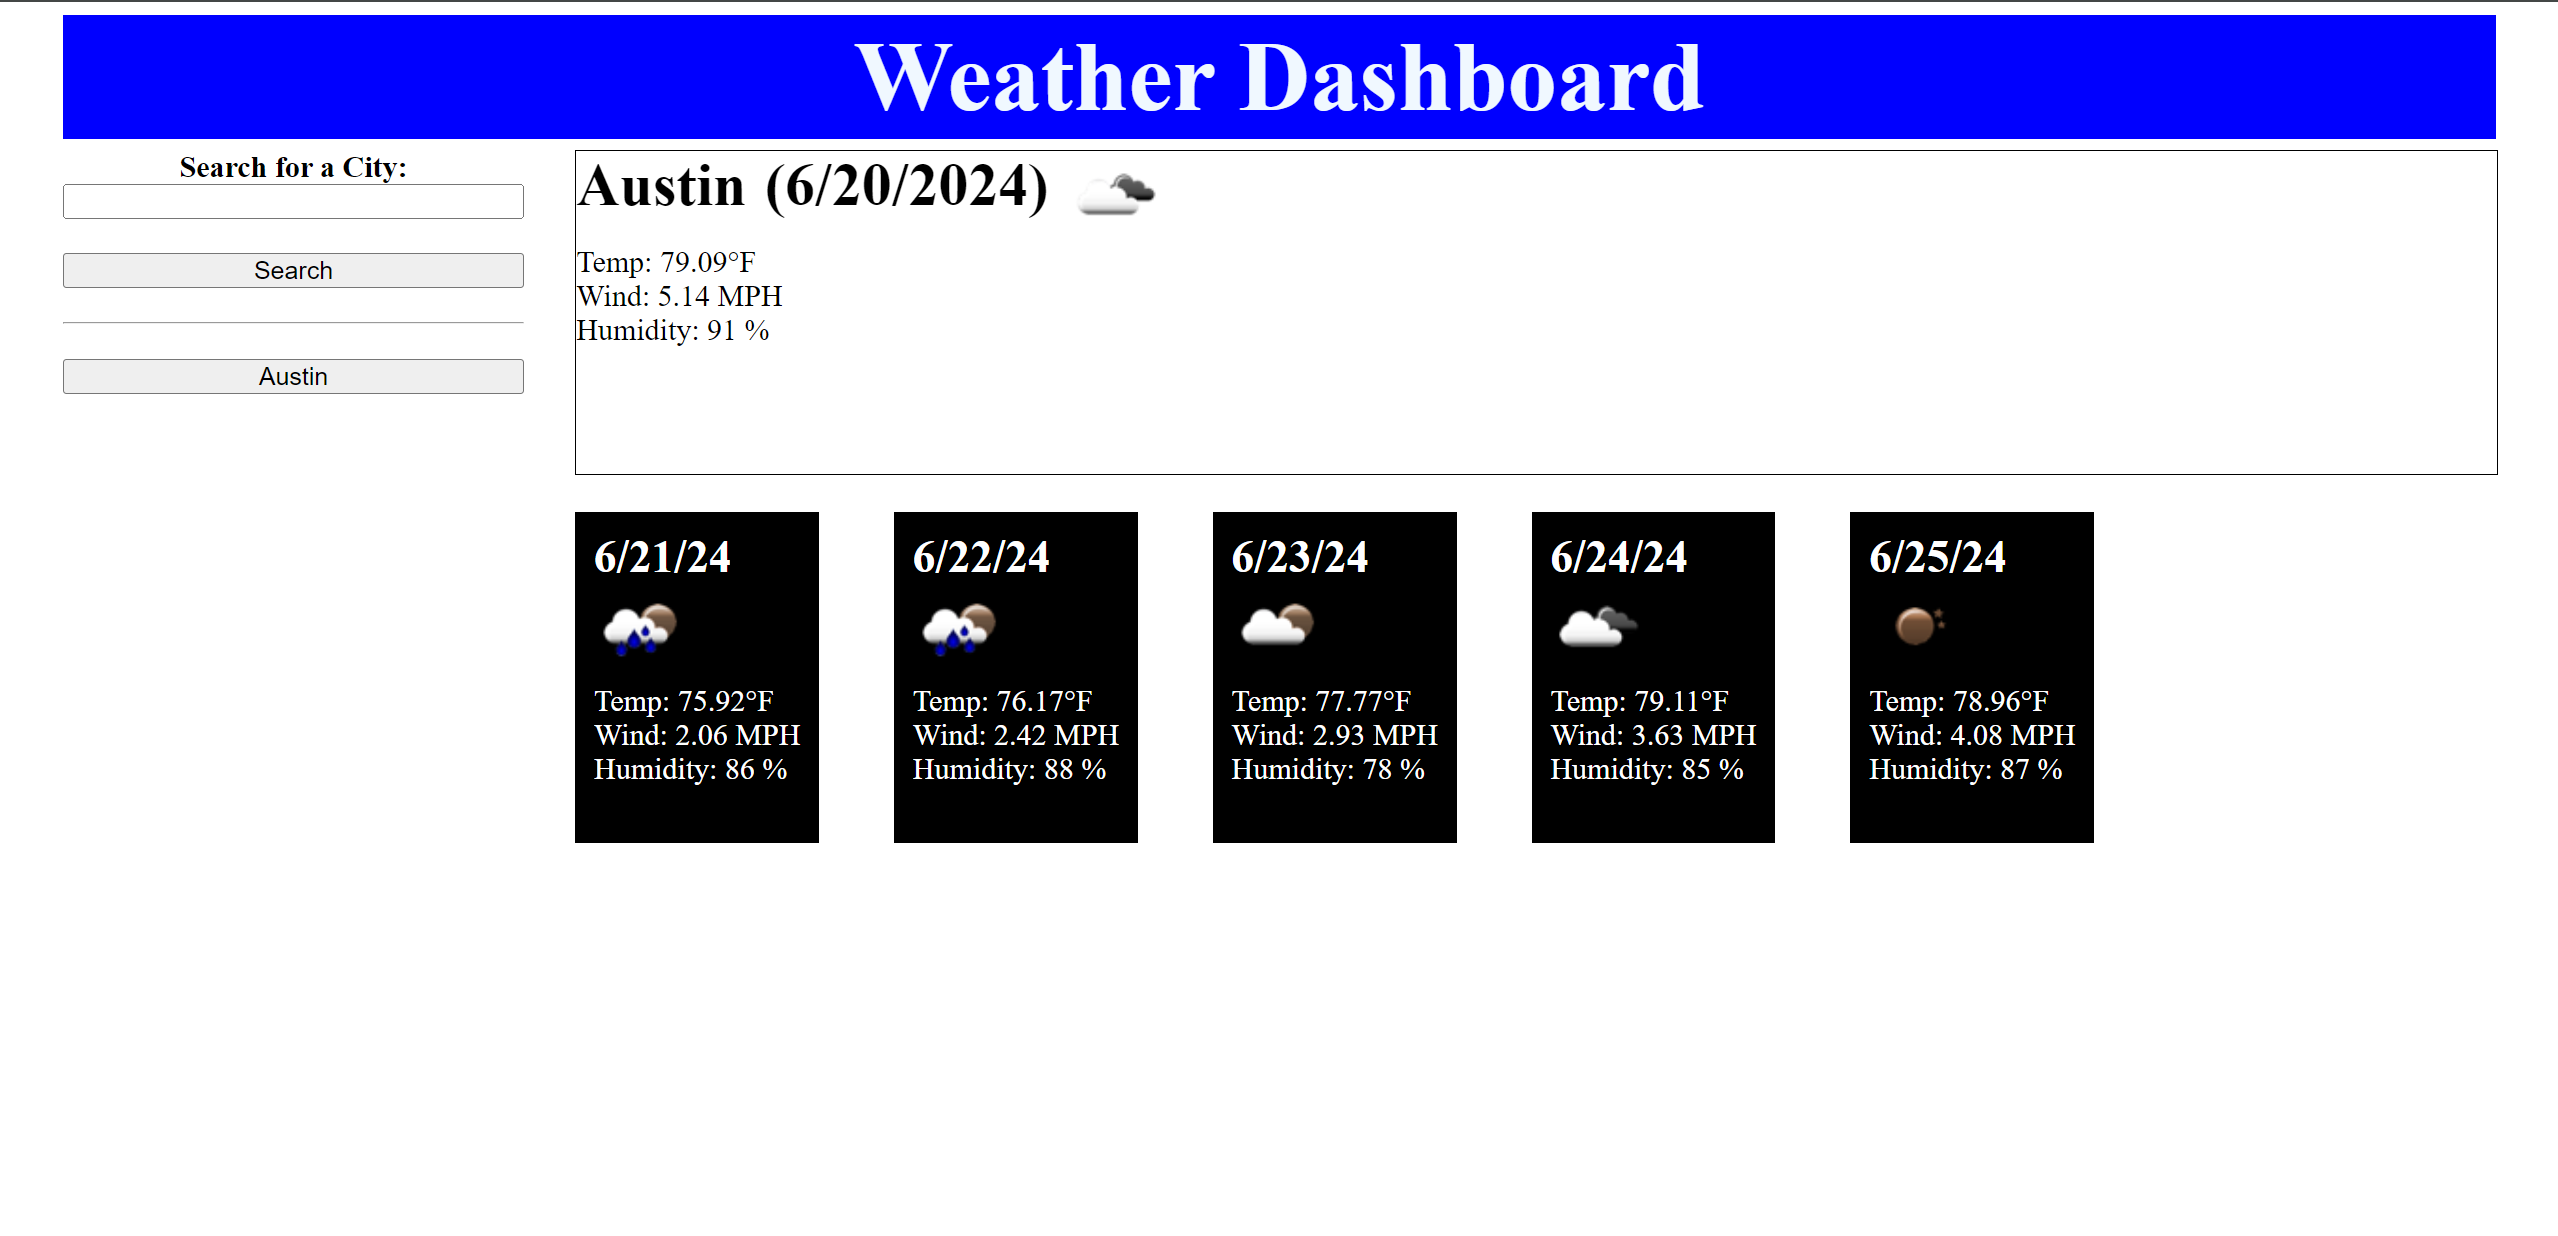 Weather Dashboard
Search for a City:
Search
Austin
Austin (6/20/2024)
Temp: 79.09°F
Wind: 5.14 MPH
Humidity: 91 %
6/21/24
Temp: 75.92°F
Wind: 2.06 MPH
Humidity: 86 %
6/22/24
Temp: 76.17°F
Wind: 2.42 MPH
Humidity: 88 %
6/23/24
Temp: 77.77°F
Wind: 2.93 MPH
Humidity: 78 %
6/24/24
Temp: 79.11°F
Wind: 3.63 MPH
Humidity: 85 %
6/25/24
Temp: 78.96°F
Wind: 4.08 MPH
Humidity: 87 %